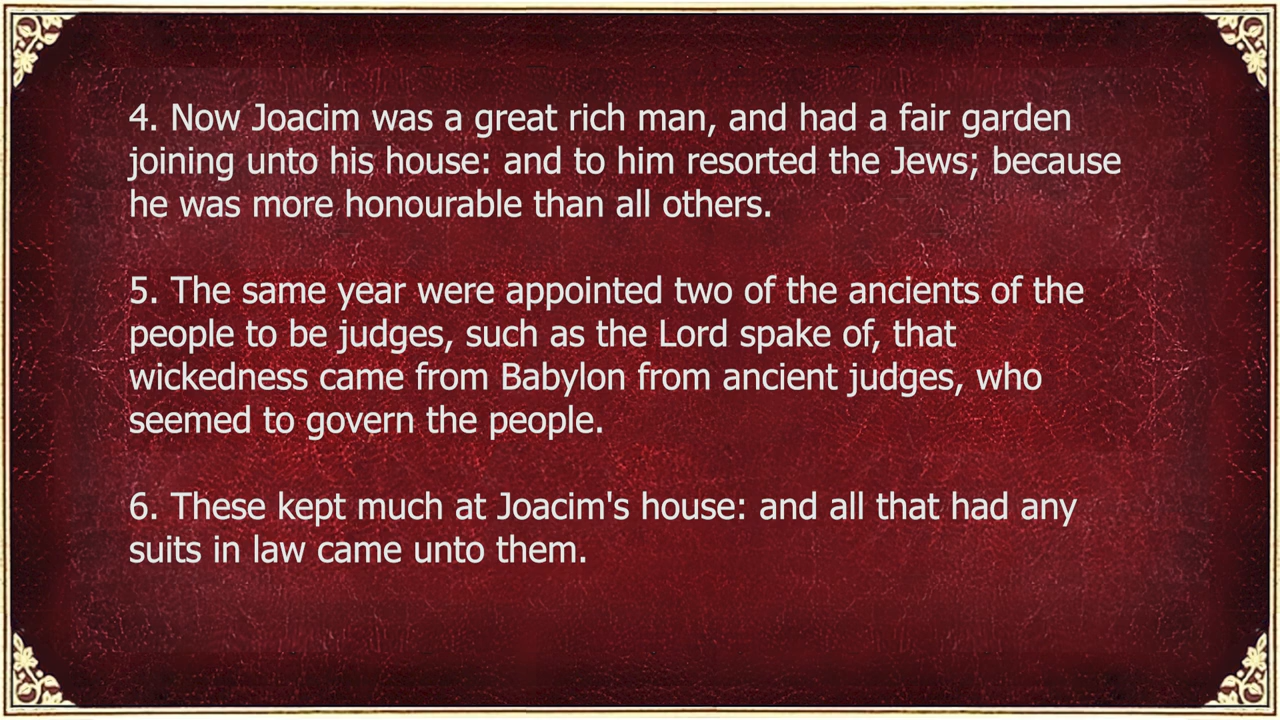 4. Now Joacim was a great rich man, and had a fair garden
joining unto his house: and to him resorted the Jews; because
he was more honourable than all others.
5. The same year were appointed two of the ancients of the
people to be judges, such as the Lord spake of, that
wickedness came from Babylon from ancient judges, who
seemed to govern the people.
6. These kept much at Joacim's house: and all that had any
suits in law came unto them.